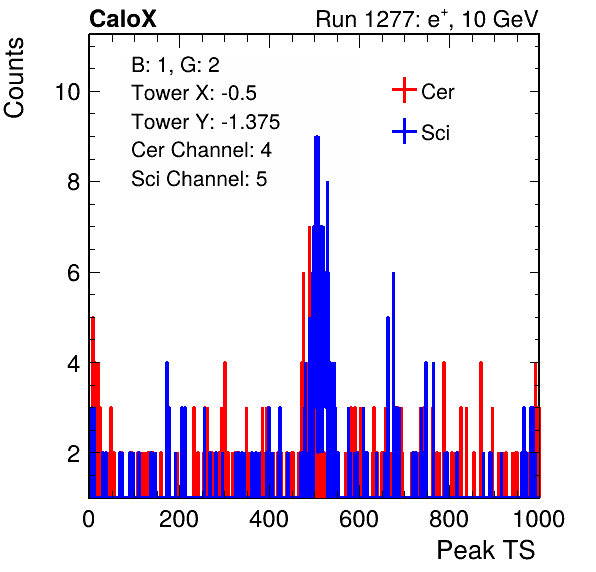 CaloX
Run 1277: e+, 10 GeV
Counts
B: 1, G: 2
Tower X: -0.5
Tower Y: -1.375
Cer Channel: 4
Sci Channel: 5
Cer
Sci
10
8
6
4
2
0
200
400
600
800
1000
Peak TS